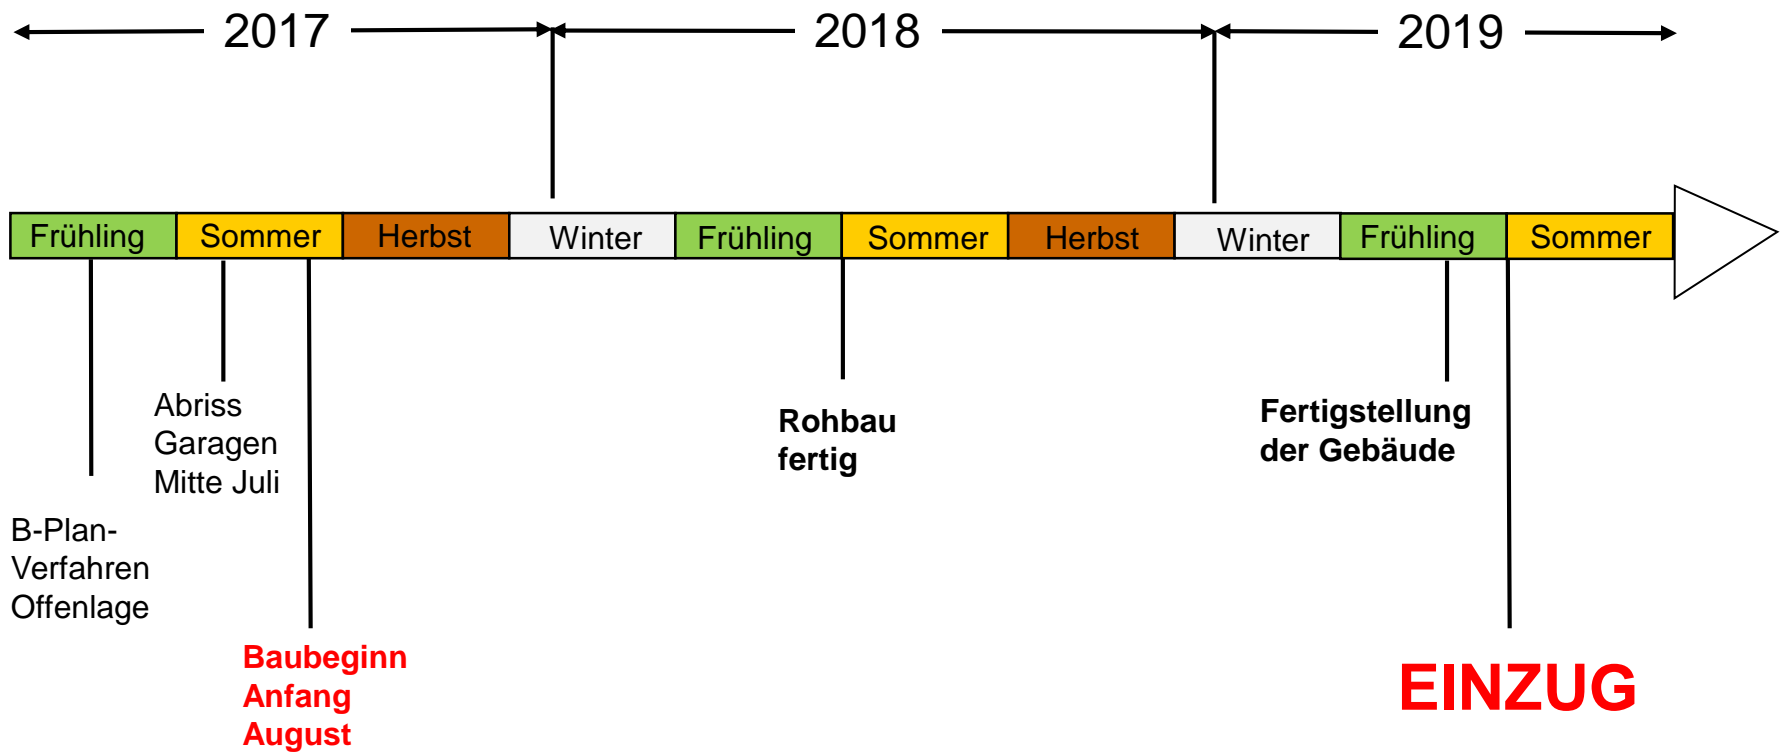 2017
2018
2019
Frühling
Sommer
Herbst
Winter
Frühling
Sommer
Herbst
Winter
Frühling
Sommer
B-Plan-
Verfahren
Offenlage
Abriss
Garagen
Mitte Juli
Baubeginn
Anfang
August
Rohbau
fertig
Fertigstellung
der Gebäude
EINZUG